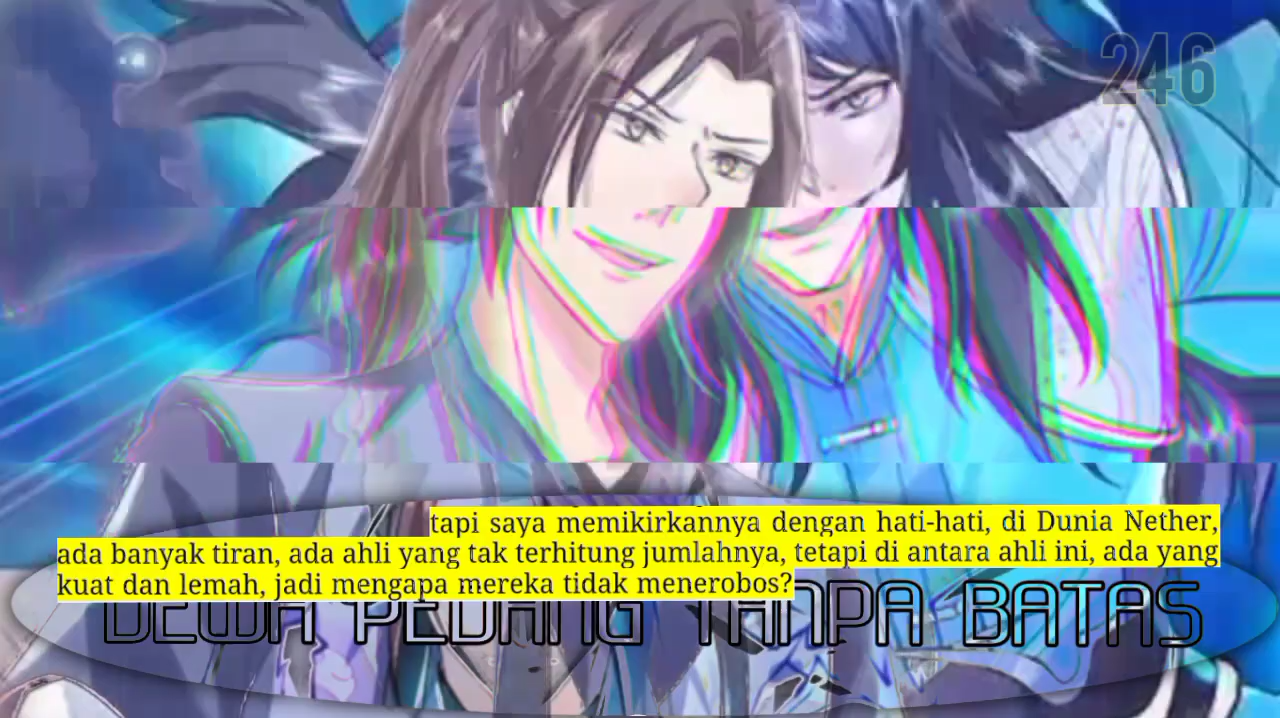 246
tapi saya memikirkannya dengan hati-hati, di Dunia Nether,
ada banyak tiran, ada ahli yang tak terhitung jumlahnya, tetapi di antara ahli ini, ada yang
kuat dan lemah, jadi mengapa mereka tidak menerobos?
DEWA PEDANG TANPA BATAS